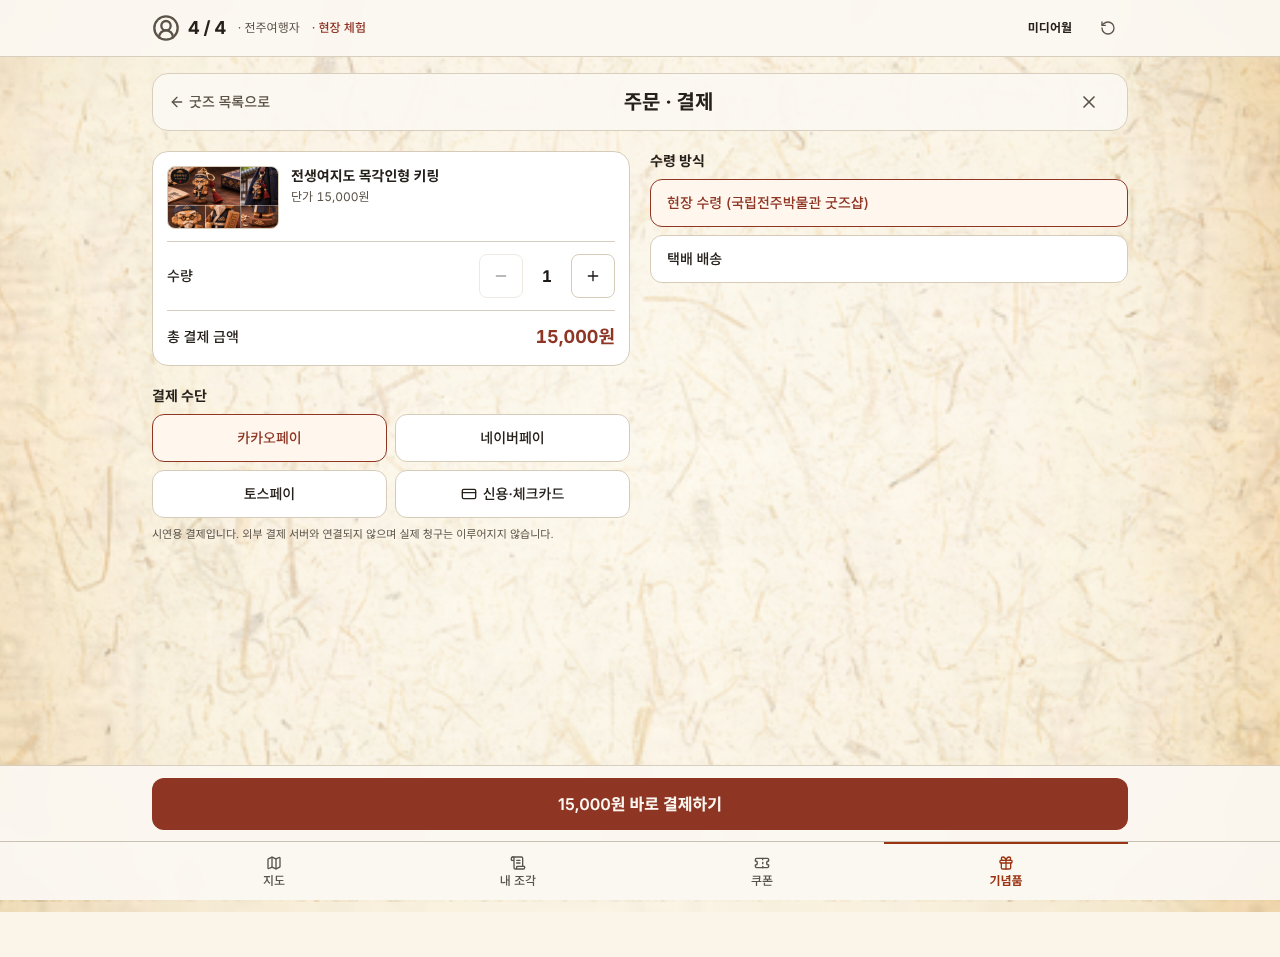 4 / 4 · 전주여행자 · 현장 체험
미디어월
굿즈 목록으로
주문 · 결제
전생여지도 목각인형 키링
단가 15,000원
수량
1
총 결제 금액
15,000원
결제 수단
카카오페이
네이버페이
토스페이
신용·체크카드
시연용 결제입니다. 외부 결제 서버와 연결되지 않으며 실제 청구는 이루어지지 않습니다.
수령 방식
현장 수령 (국립전주박물관 굿즈샵)
택배 배송
15,000원 바로 결제하기
지도
내 조각
쿠폰
기념품